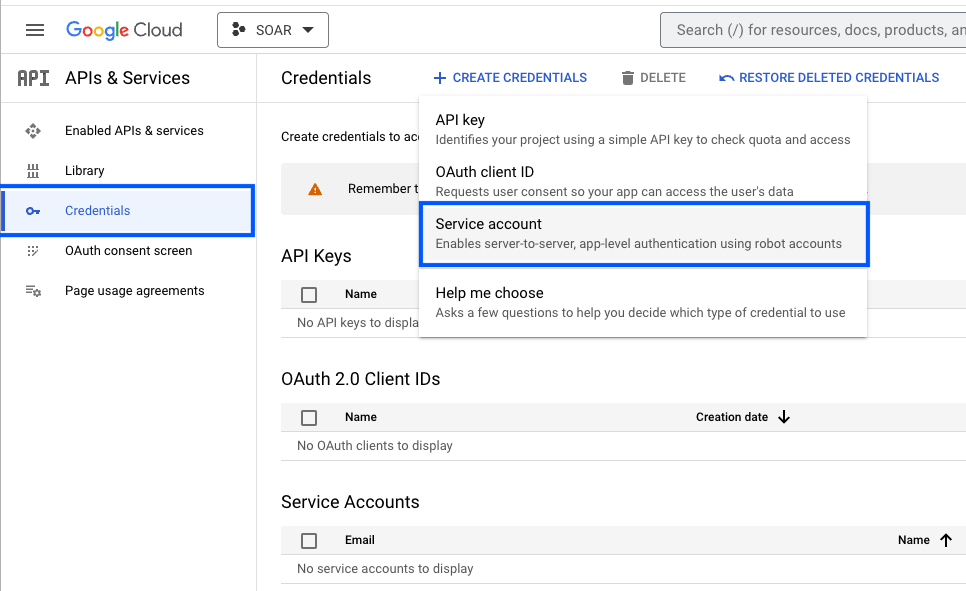 Google Cloud
SOAR
Search (/) for resources, docs, products, an
API
APIs & Services
Credentials
CREATE CREDENTIALS
DELETE
RESTORE DELETED CREDENTIALS
Enabled APIs & services
Library
Credentials
OAuth consent screen
Page usage agreements
Create credentials to acc
Remember t
API key
Identifies your project using a simple API key to check quota and access
OAuth client ID
Requests user consent so your app can access the user's data
Service account
Enables server-to-server, app-level authentication using robot accounts
Help me choose
Asks a few questions to help you decide which type of credential to use
API Keys
Name
No API keys to displa
OAuth 2.0 Client IDs
Name
Creation date
No OAuth clients to display
Service Accounts
Email
Name
No service accounts to display